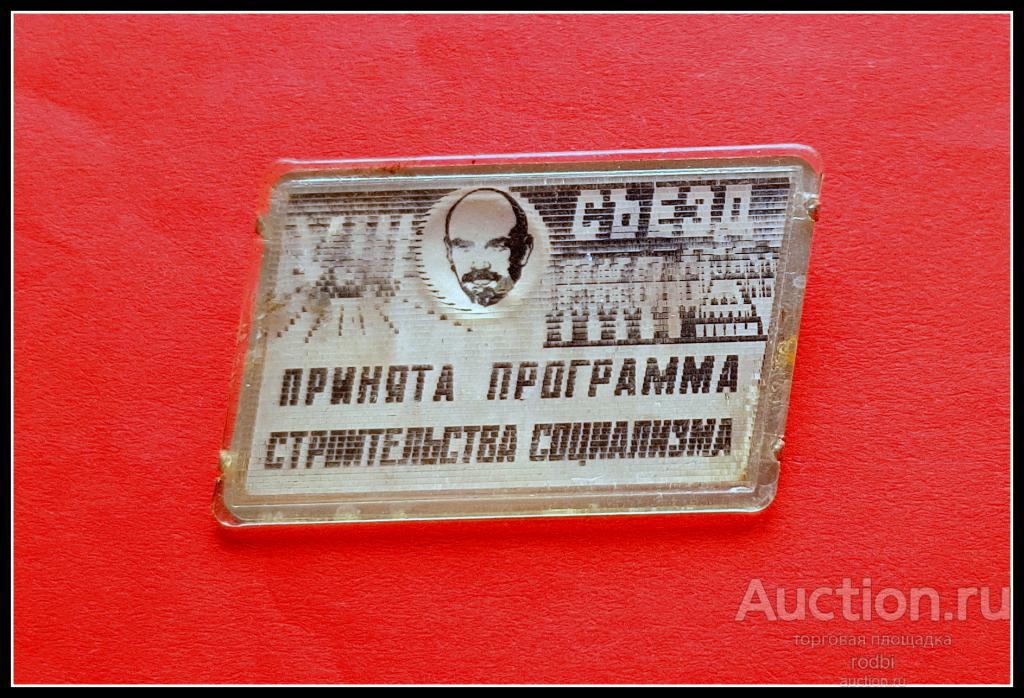 СЪЕЗД
ПРИНЯТА ПРОГРАММА
СТРОИТЕЛЬСТВА СОЦИАЛИЗМА
Auction.ru
торговая площадка
rodbi
auction.ru